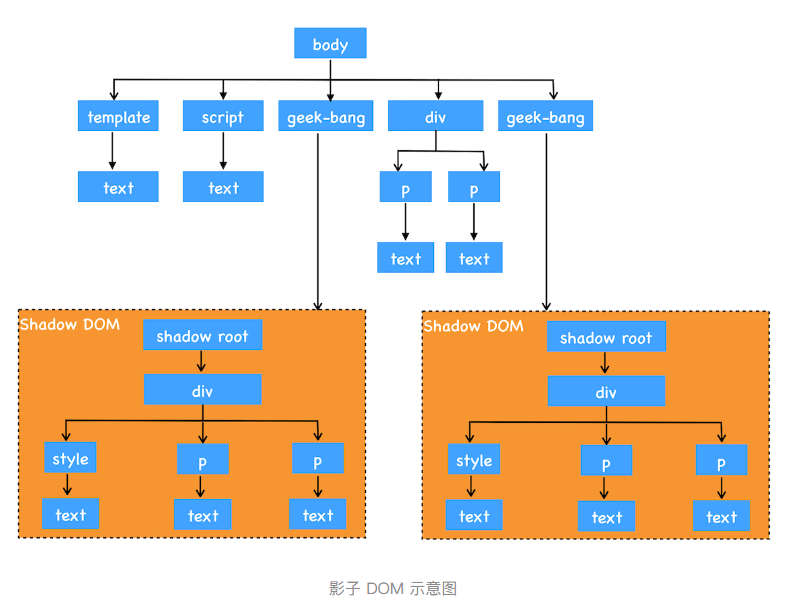 body
template script geek-bang div geek-bang
text text p p
text text
Shadow DOM
shadow root
div
style p p
text text text
Shadow DOM
shadow root
div
style p p
text text text
影子 DOM 示意图